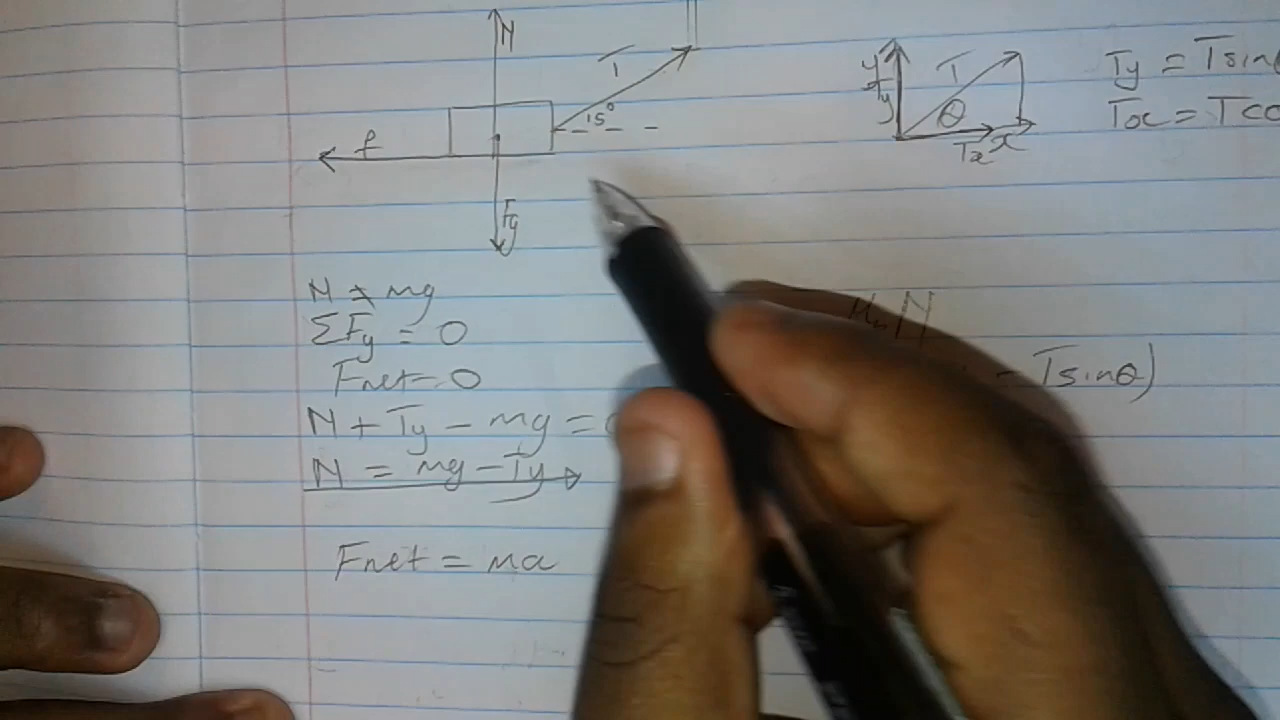 N
T
15°
f
Fg
y
Ty
T
θ
Tx x
Ty = Tsin
Tx = Tco
N ≠ mg
ΣFy = 0
Fnet = 0
N + Ty - mg =
N = mg - Ty
Fnet = ma
N
- Tsinθ)